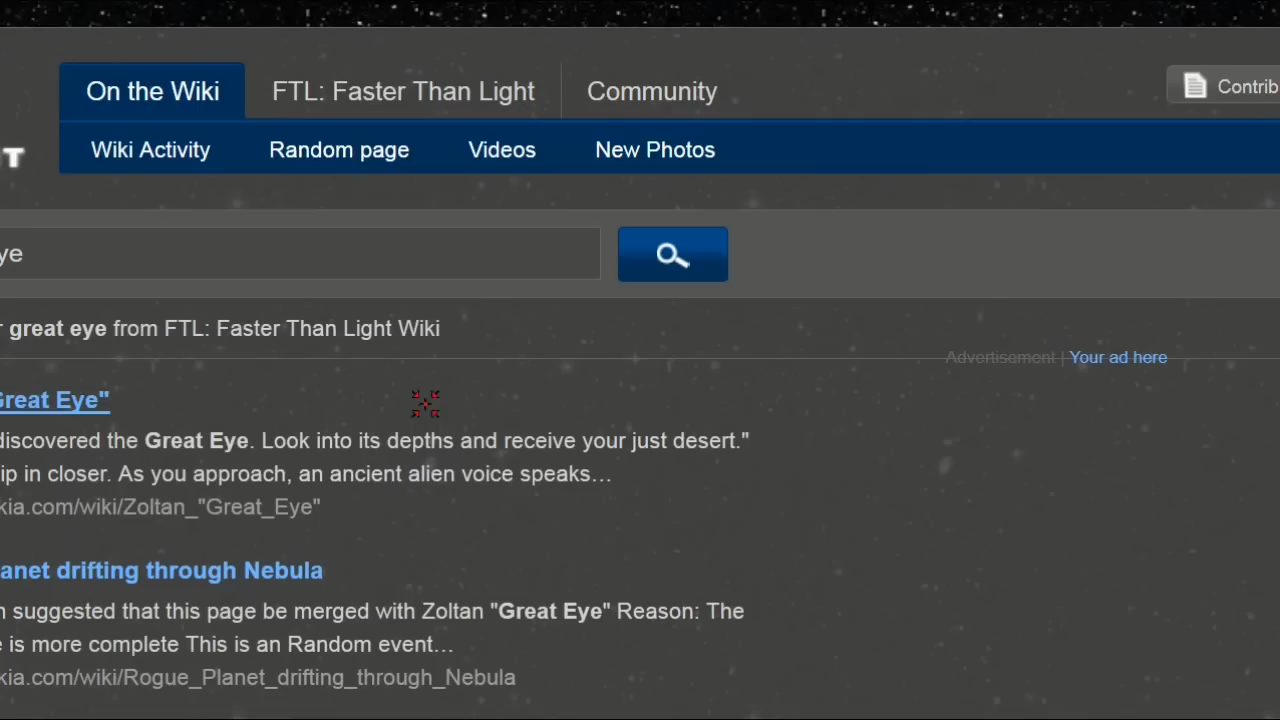 On the Wiki FTL: Faster Than Light Community Contrib
T
Wiki Activity Random page Videos New Photos
ye
r great eye from FTL: Faster Than Light Wiki
Advertisement | Your ad here
Great Eye"
discovered the Great Eye. Look into its depths and receive your just desert."
ip in closer. As you approach, an ancient alien voice speaks…
kia.com/wiki/Zoltan_"Great_Eye"
anet drifting through Nebula
n suggested that this page be merged with Zoltan "Great Eye" Reason: The
e is more complete This is an Random event…
kia.com/wiki/Rogue_Planet_drifting_through_Nebula